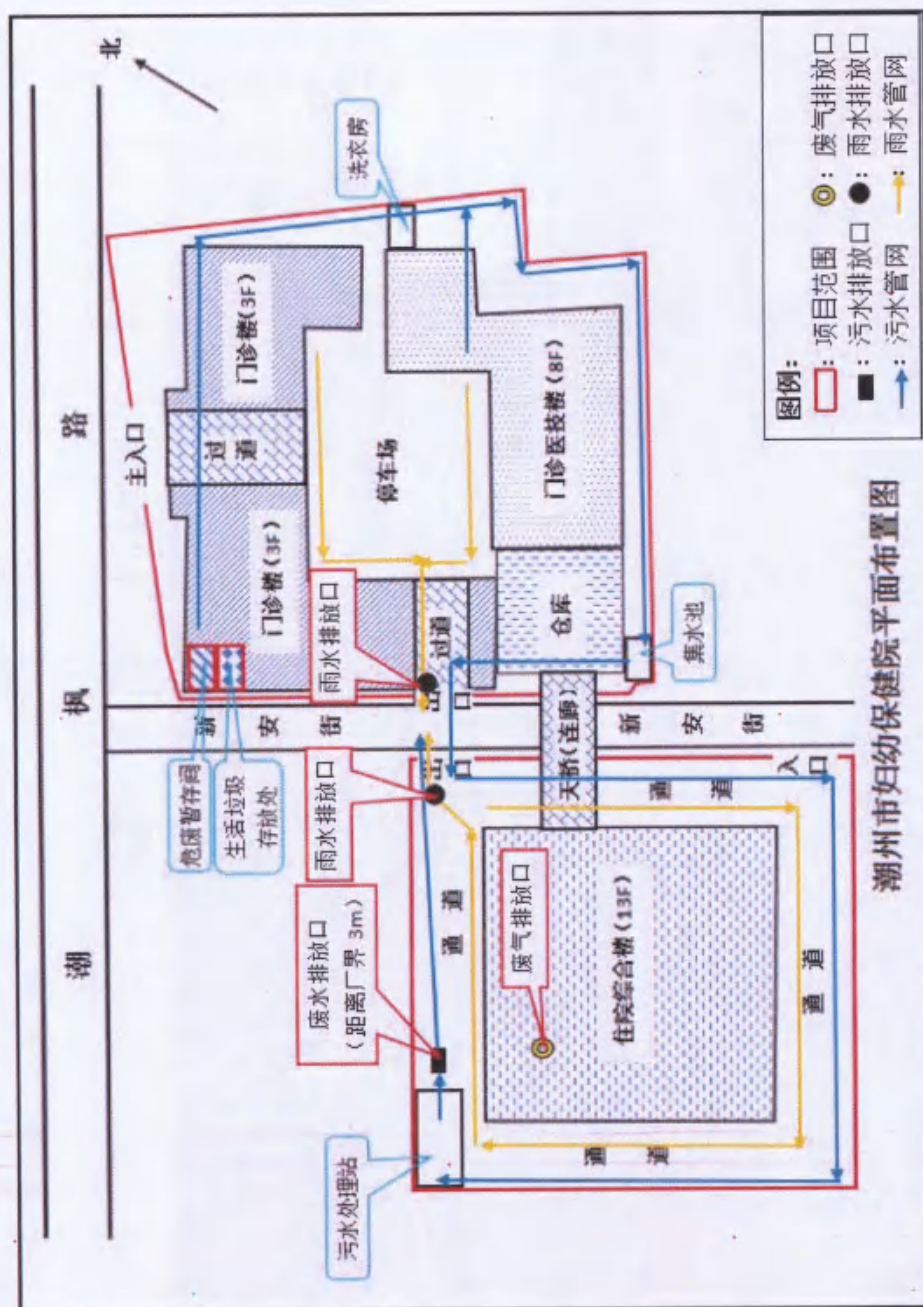 北
潮 枫 路
主入口
洗衣房
门诊楼(3F)
过道
门诊楼(3F)
停车场
门诊医技楼(8F)
仓库
过道
雨水排放口
出口
集水池
新安街
新安街
危废暂存间
生活垃圾
存放处
雨水排放口
出口
天桥(连廊)
入口
通道
通道
废水排放口
(距离厂界 3m)
废气排放口
住院综合楼(13F)
通道
通道
污水处理站
图例：
：项目范围
：废气排放口
：污水排放口
：雨水排放口
：污水管网
：雨水管网
潮州市妇幼保健院平面布置图